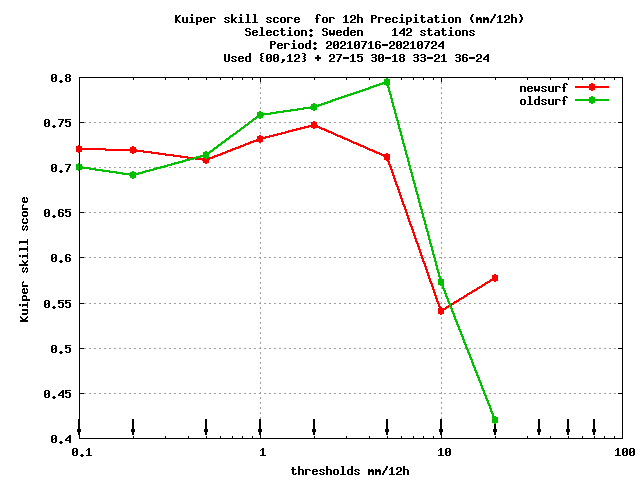 Kuiper skill score  for 12h Precipitation (mm/12h)
Selection: Sweden    142 stations
Period: 20210716-20210724
Used {00,12} + 27-15 30-18 33-21 36-24
newsurf
oldsurf
0.8
0.75
0.7
0.65
0.6
0.55
0.5
0.45
0.4
Kuiper skill score
0.1
1
10
100
thresholds mm/12h